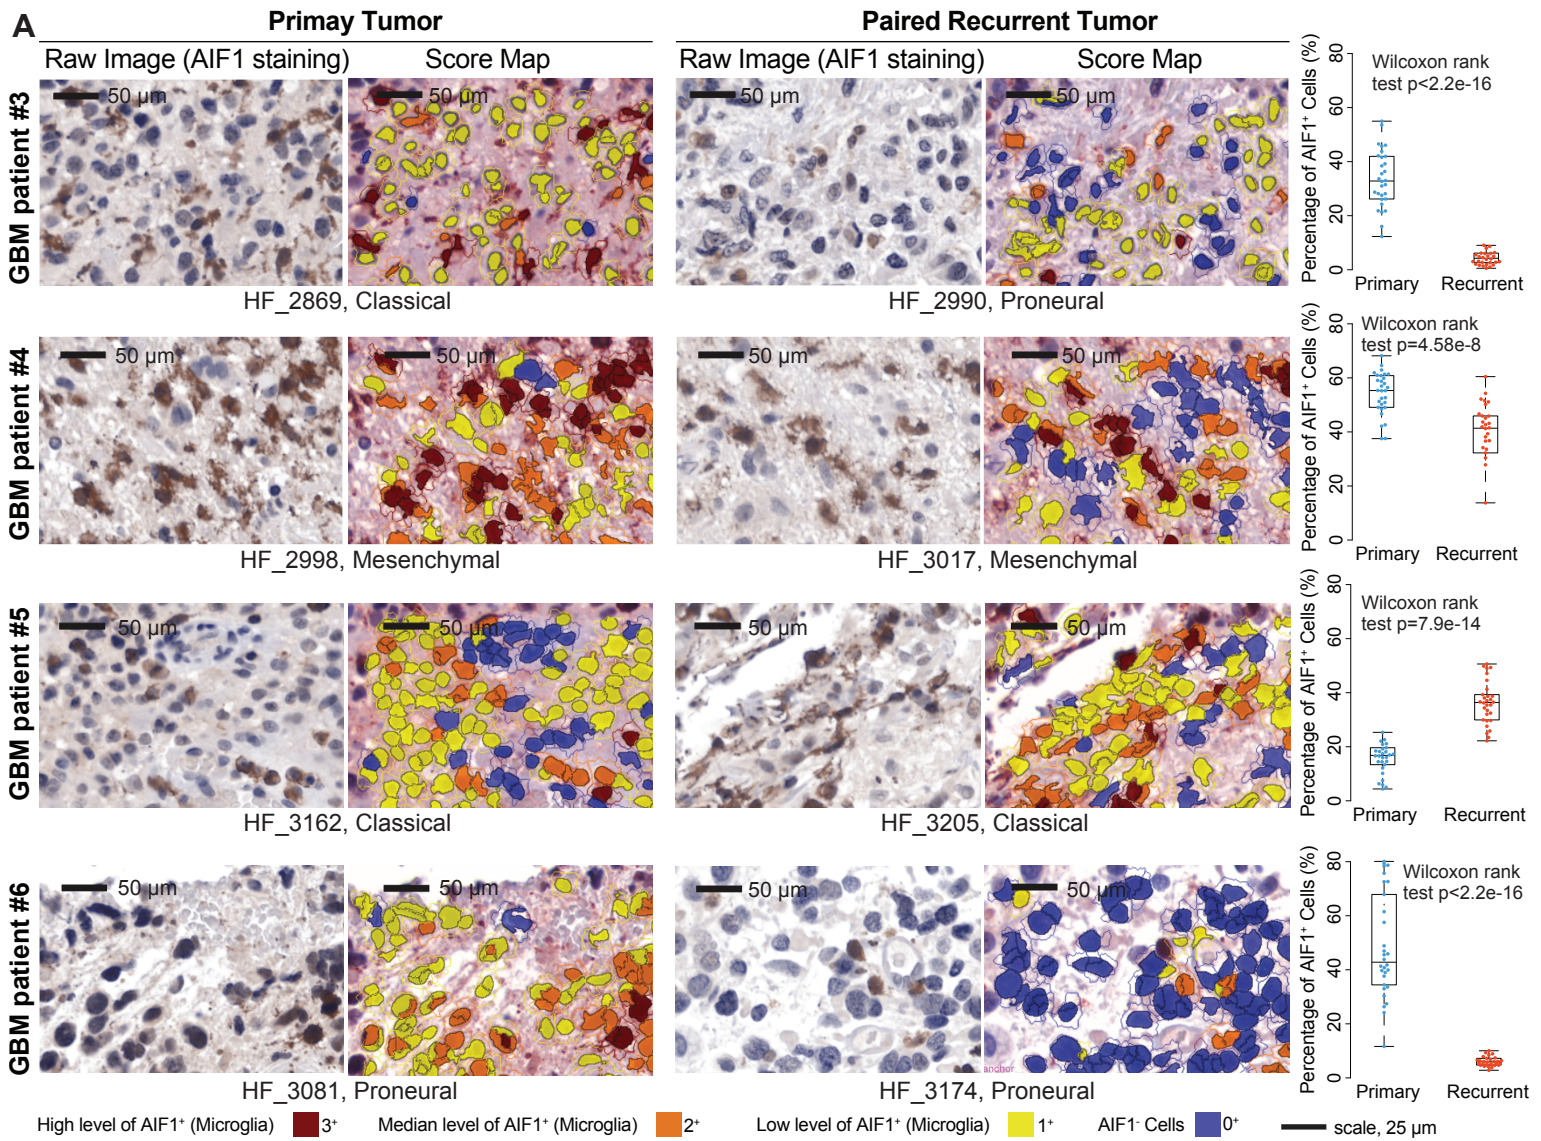 A
Primay Tumor
Paired Recurrent Tumor
Raw Image (AIF1 staining)
Score Map
Raw Image (AIF1 staining)
Score Map
GBM patient #3
50 µm
50 µm
50 µm
50 µm
HF_2869, Classical
HF_2990, Proneural
Percentage of AIF1⁺ Cells (%)
80
60
40
20
0
Wilcoxon rank
test p<2.2e-16
Primary
Recurrent
GBM patient #4
50 µm
50 µm
50 µm
50 µm
HF_2998, Mesenchymal
HF_3017, Mesenchymal
Percentage of AIF1⁺ Cells (%)
80
60
40
20
0
Wilcoxon rank
test p=4.58e-8
Primary
Recurrent
GBM patient #5
50 µm
50 µm
50 µm
50 µm
HF_3162, Classical
HF_3205, Classical
Percentage of AIF1⁺ Cells (%)
80
60
40
20
0
Wilcoxon rank
test p=7.9e-14
Primary
Recurrent
GBM patient #6
50 µm
50 µm
50 µm
50 µm
anchor
HF_3081, Proneural
HF_3174, Proneural
Percentage of AIF1⁺ Cells (%)
80
60
40
20
0
Wilcoxon rank
test p<2.2e-16
Primary
Recurrent
High level of AIF1⁺ (Microglia) 3⁺
Median level of AIF1⁺ (Microglia) 2⁺
Low level of AIF1⁺ (Microglia) 1⁺
AIF1⁻ Cells 0⁺
scale, 25 µm